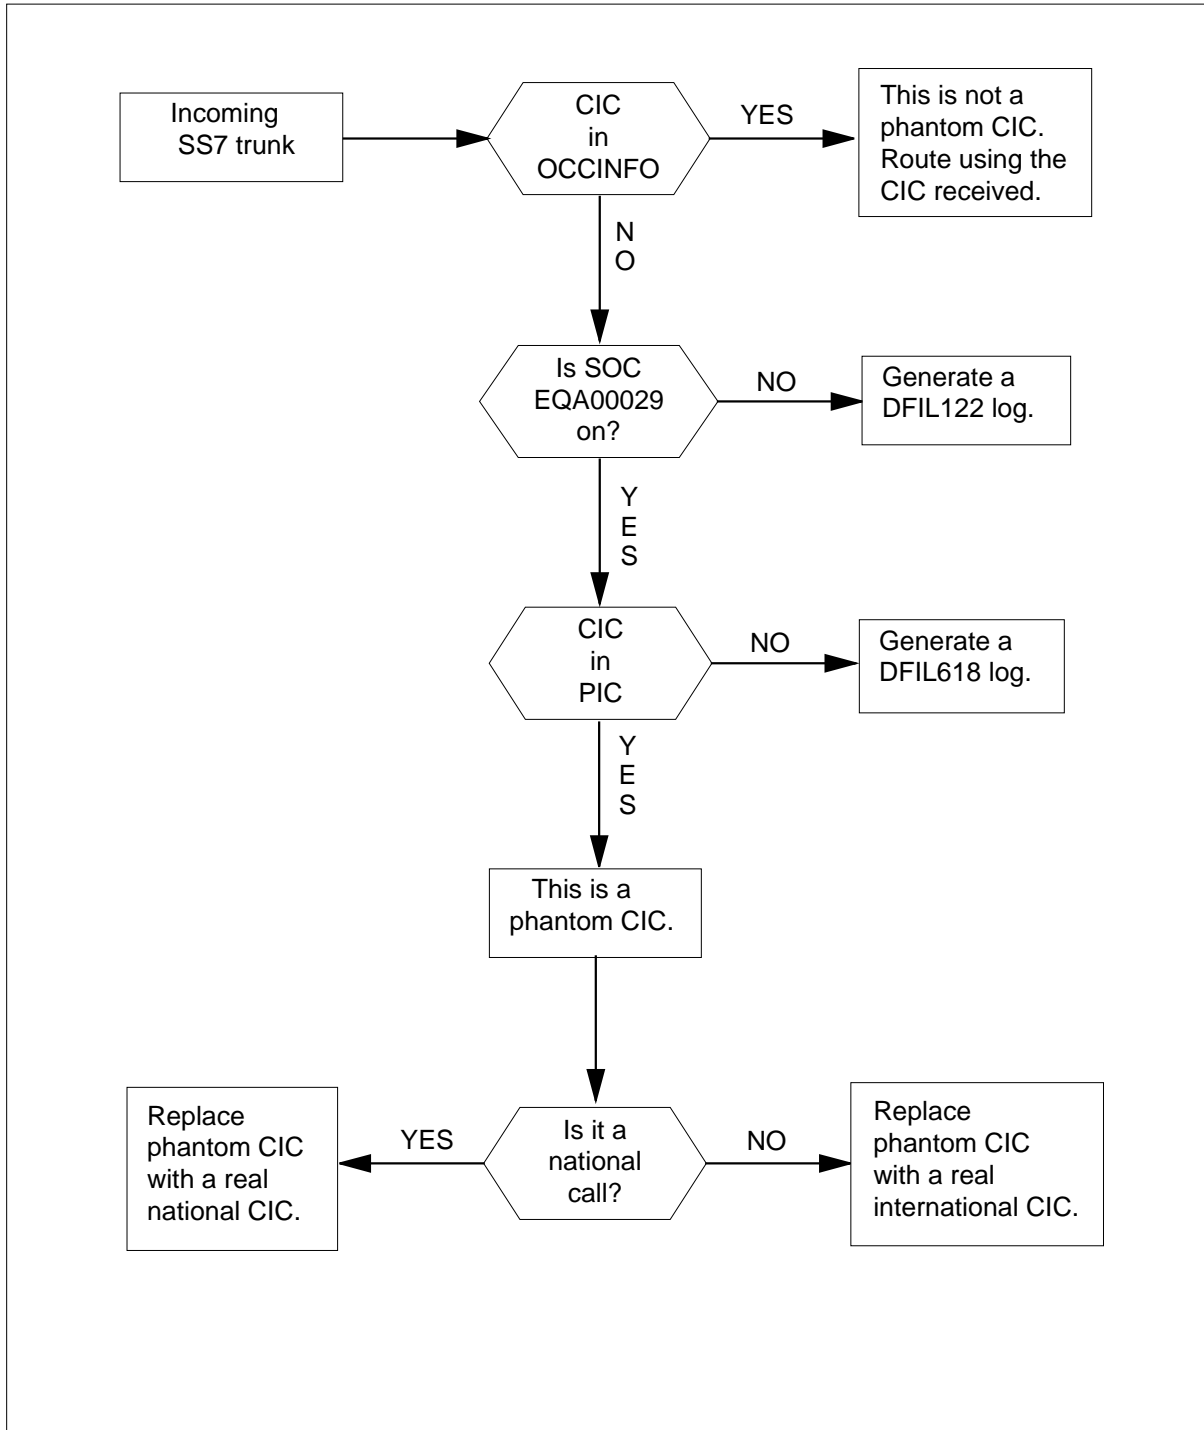 Incoming
SS7 trunk
CIC
in
OCCINFO
YES
This is not a
phantom CIC.
Route using the
CIC received.
N
O
Is SOC
EQA00029
on?
NO
Generate a
DFIL122 log.
Y
E
S
CIC
in
PIC
NO
Generate a
DFIL618 log.
Y
E
S
This is a
phantom CIC.
Is it a
national
call?
YES
Replace
phantom CIC
with a real
national CIC.
NO
Replace
phantom CIC
with a real
international CIC.